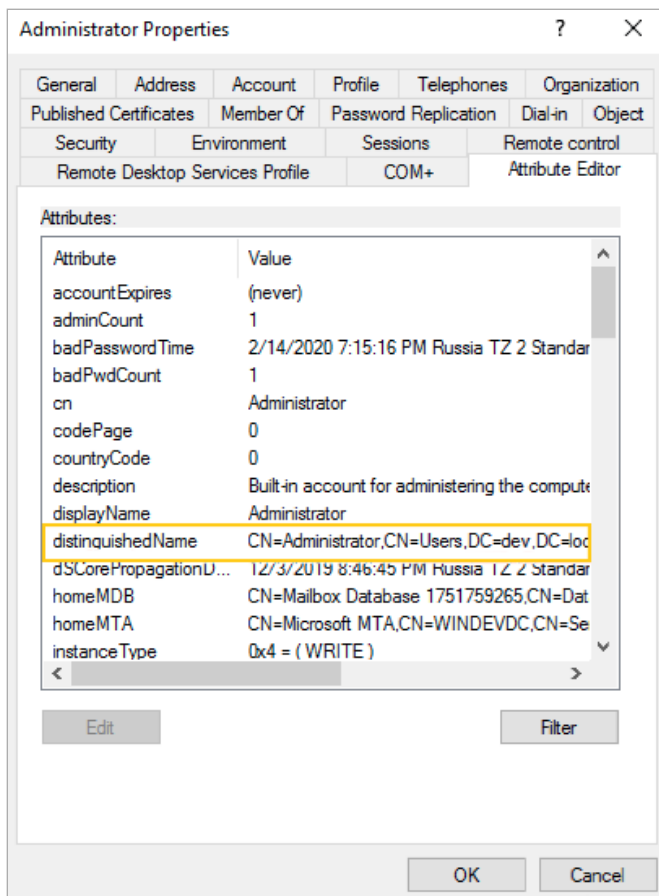 Administrator Properties ? ×
General Address Account Profile Telephones Organization
Published Certificates Member Of Password Replication Dial-in Object
Security Environment Sessions Remote control
Remote Desktop Services Profile COM+ Attribute Editor
Attributes:
Attribute Value
accountExpires (never)
adminCount 1
badPasswordTime 2/14/2020 7:15:16 PM Russia TZ 2 Standar
badPwdCount 1
cn Administrator
codePage 0
countryCode 0
description Built-in account for administering the compute
displayName Administrator
distinguishedName CN=Administrator,CN=Users,DC=dev,DC=loc
dSCorePropagationD... 12/3/2019 8:46:45 PM Russia TZ 2 Standar
homeMDB CN=Mailbox Database 1751759265,CN=Dat
homeMTA CN=Microsoft MTA,CN=WINDEVDC,CN=Se
instanceType 0x4 = ( WRITE )
Edit Filter
OK Cancel